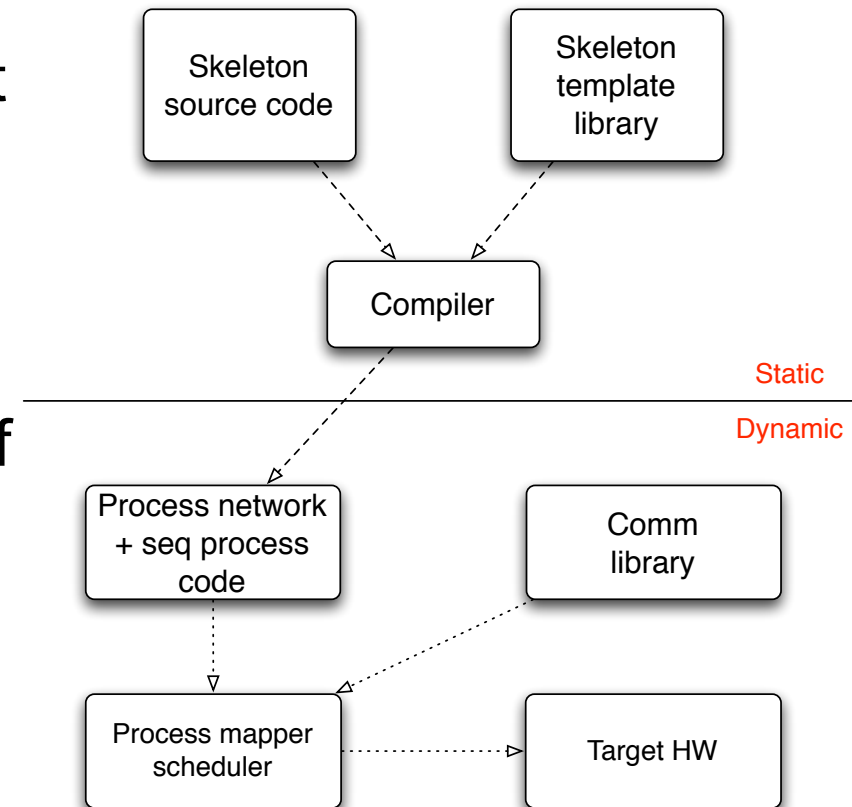 t
Skeleton
source code
Skeleton
template
library
Compiler
Static
Dynamic
f
Process network
+ seq process
code
Comm
library
Process mapper
scheduler
Target HW